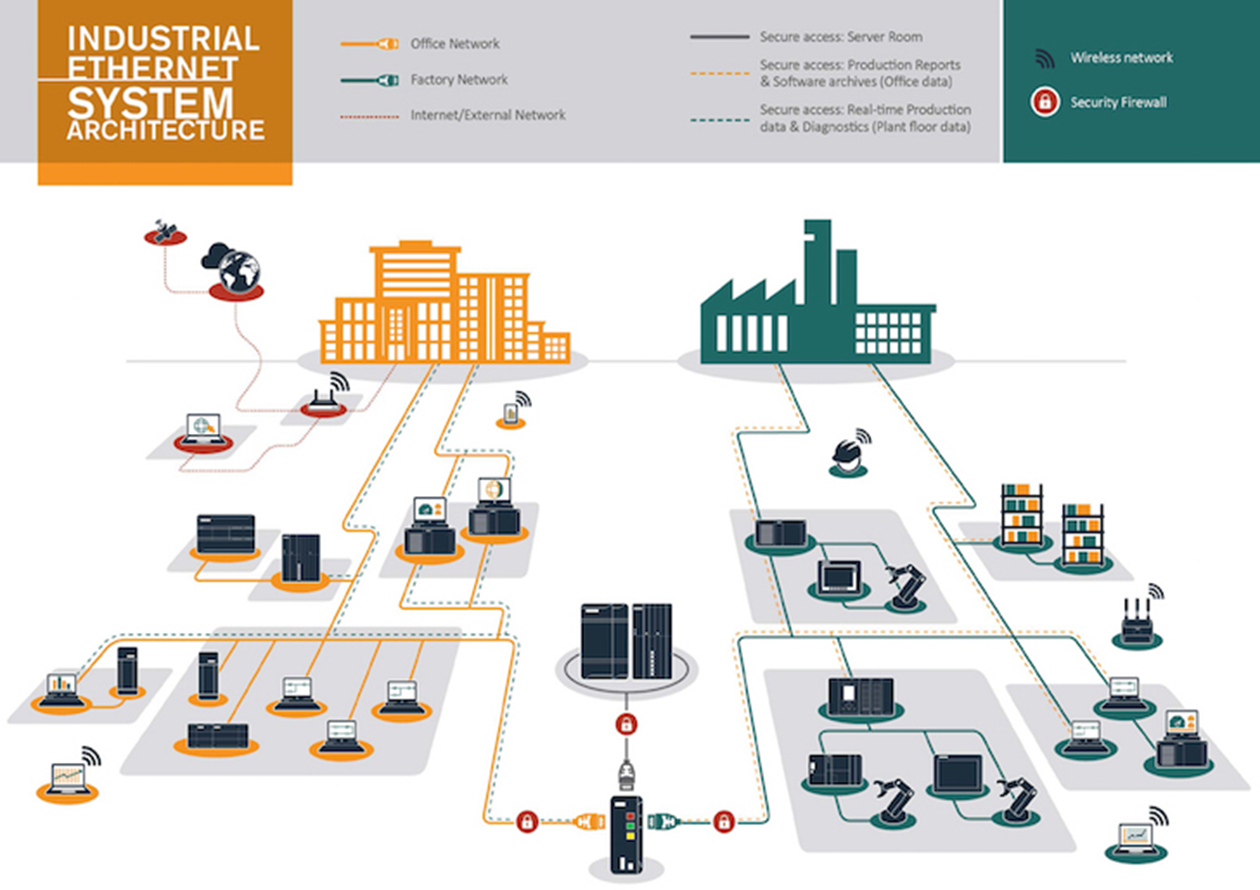 INDUSTRIAL
ETHERNET
SYSTEM
ARCHITECTURE
Office Network
Factory Network
Internet/External Network
Secure access: Server Room
Secure access: Production Reports
& Software archives (Office data)
Secure access: Real-time Production
data & Diagnostics (Plant floor data)
Wireless network
Security Firewall